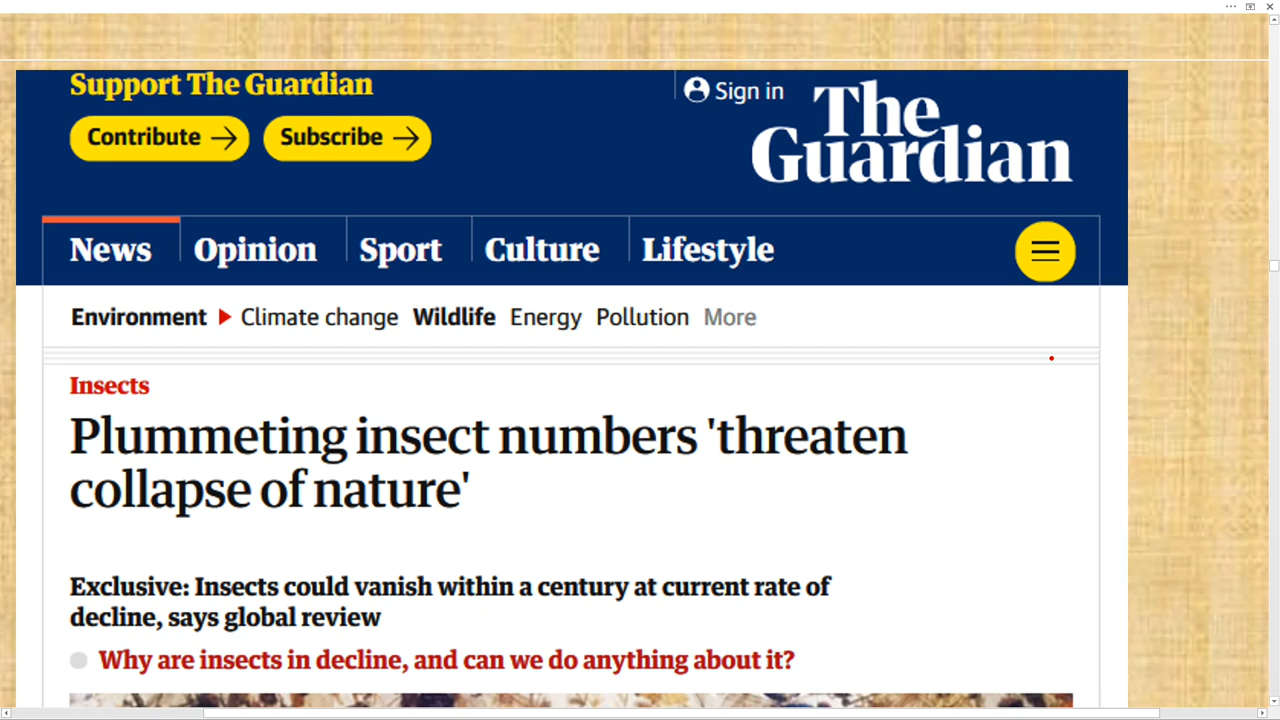 Support The Guardian
Sign in
Contribute → Subscribe →
The
Guardian
News Opinion Sport Culture Lifestyle
Environment Climate change Wildlife Energy Pollution More
Insects
Plummeting insect numbers 'threaten
collapse of nature'
Exclusive: Insects could vanish within a century at current rate of
decline, says global review
Why are insects in decline, and can we do anything about it?